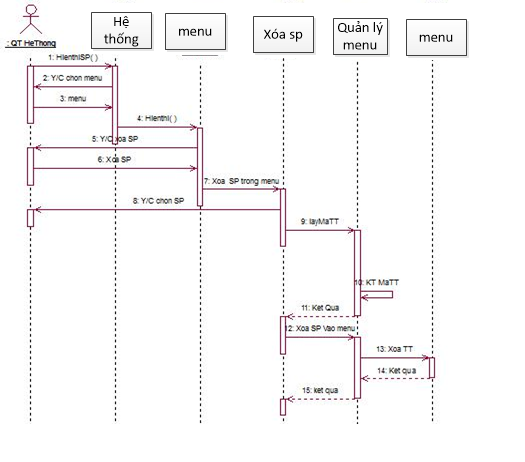 Hệ
thống
menu
Xóa sp
Quản lý
menu
menu
: QT HeThong
1: HienthiSP( )
2: Y/C chon menu
3: menu
4: Hienthi( )
5: Y/C xoa SP
6: Xoa SP
7: Xoa SP trong menu
8: Y/C chon SP
9: layMaTT
10: KT MaTT
11: Ket Qua
12: Xoa SP Vao menu
13: Xoa TT
14: Ket qua
15: ket qua